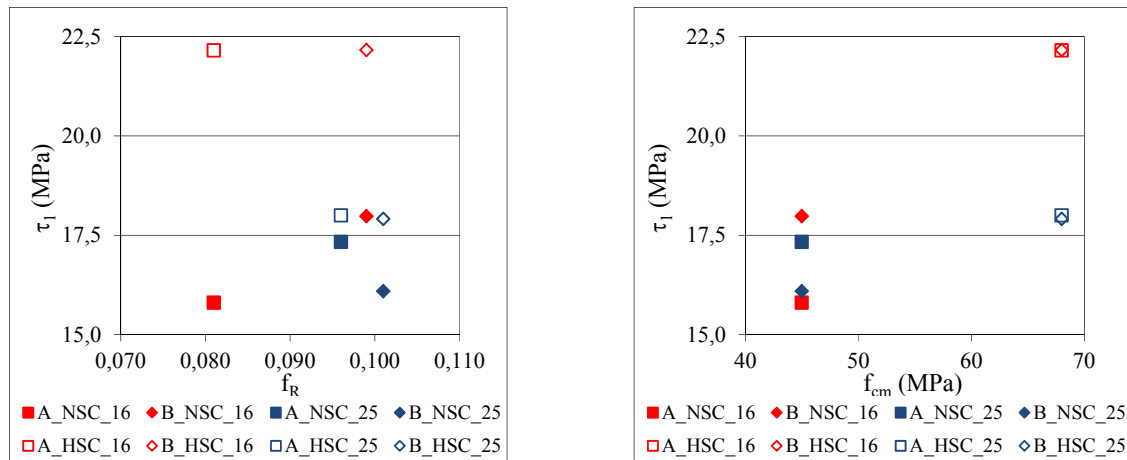 22,5
20,0
17,5
15,0
τ1 (MPa)
0,070 0,080 0,090 0,100 0,110
fR
A_NSC_16 B_NSC_16 A_NSC_25 B_NSC_25
A_HSC_16 B_HSC_16 A_HSC_25 B_HSC_25
22,5
20,0
17,5
15,0
τ1 (MPa)
40 50 60 70
fcm (MPa)
A_NSC_16 B_NSC_16 A_NSC_25 B_NSC_25
A_HSC_16 B_HSC_16 A_HSC_25 B_HSC_25